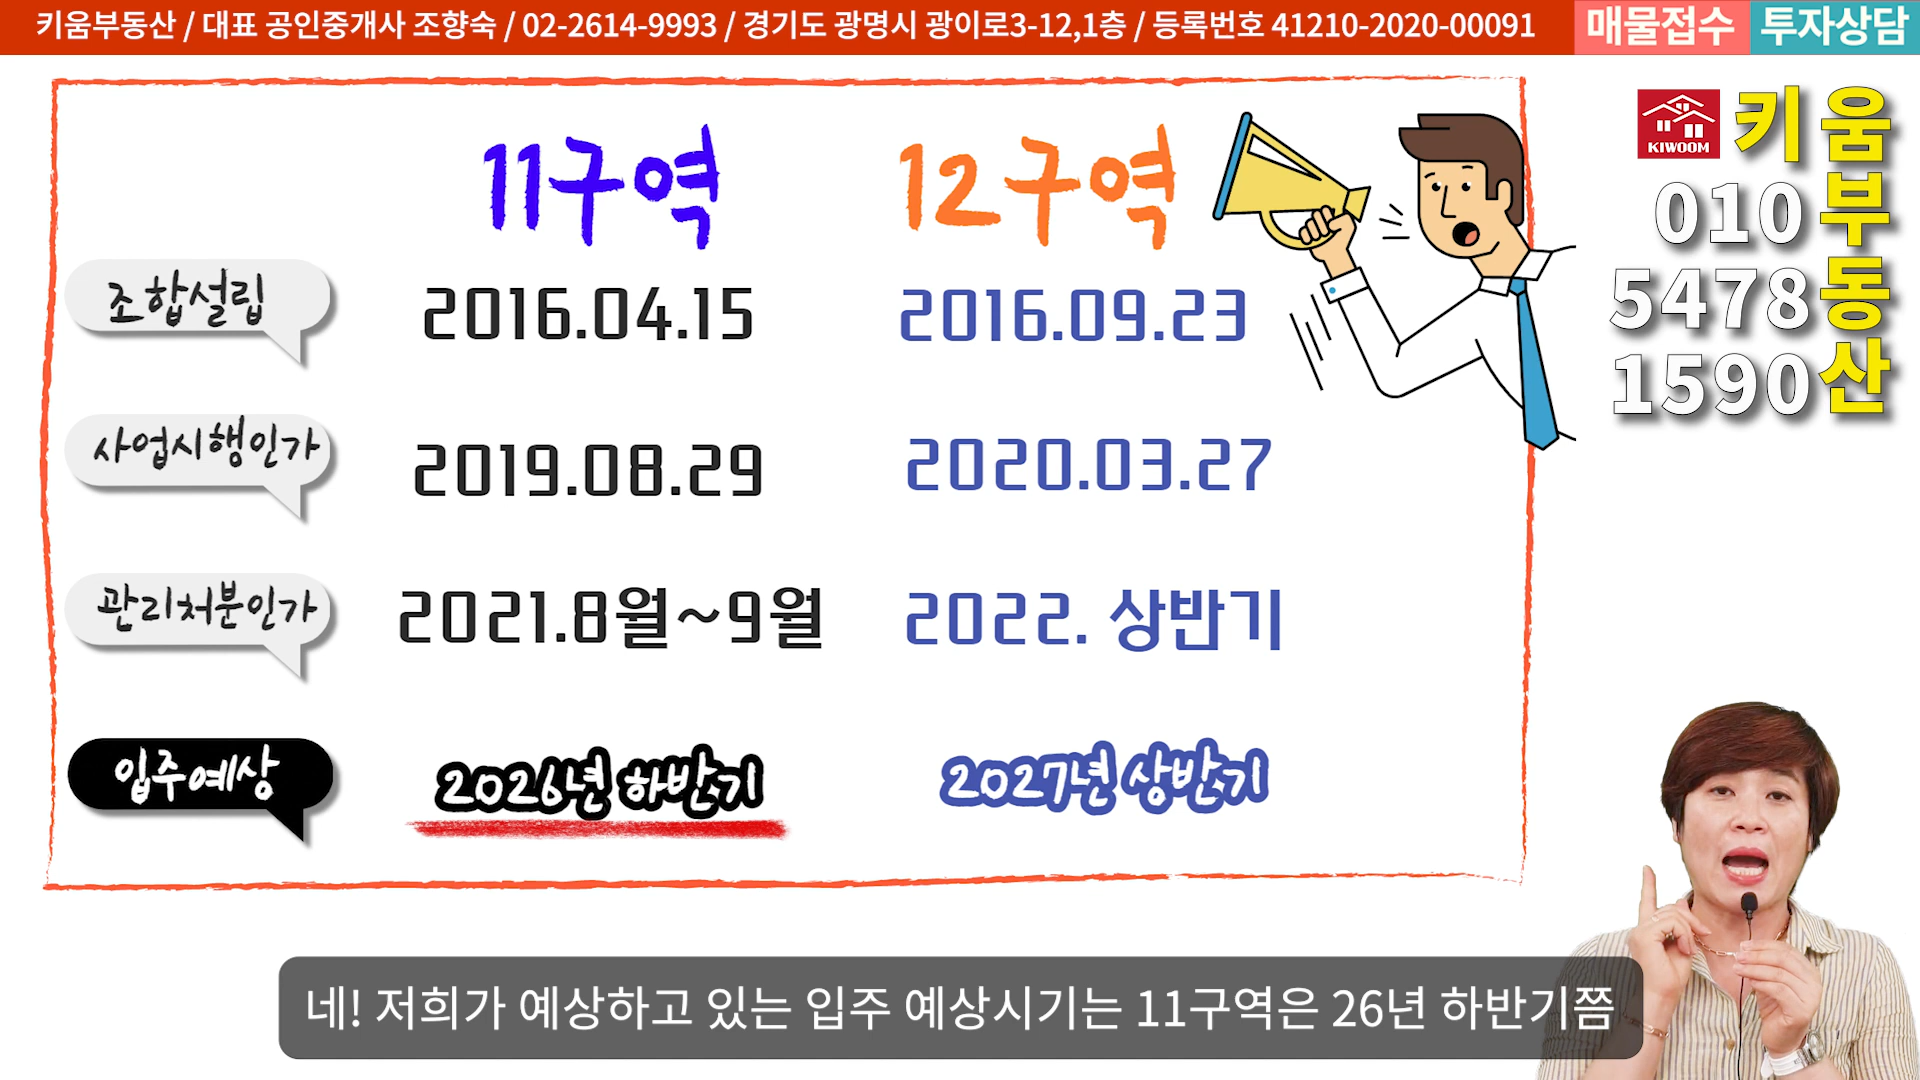 키움부동산 / 대표 공인중개사 조향숙 / 02-2614-9993 / 경기도 광명시 광이로3-12,1층 / 등록번호 41210-2020-00091
매물접수 투자상담
KIWOOM
키움부동산
010
5478
1590
11구역 12구역
조합설립 2016.04.15 2016.09.23
사업시행인가 2019.08.29 2020.03.27
관리처분인가 2021.8월~9월 2022. 상반기
입주예상 2026년 하반기 2027년 상반기
네! 저희가 예상하고 있는 입주 예상시기는 11구역은 26년 하반기쯤